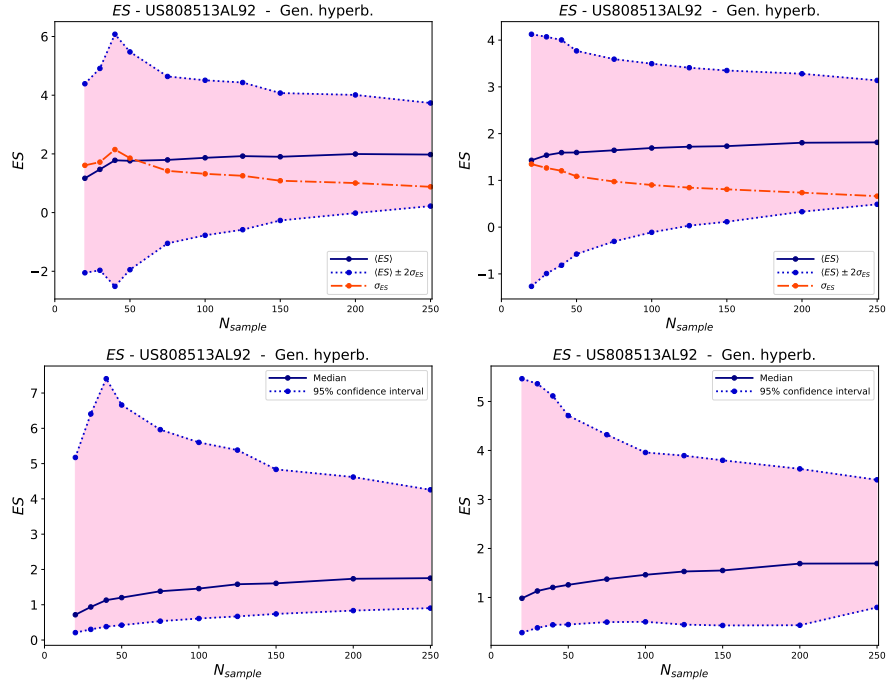 ES - US808513AL92 - Gen. hyperb.
6
4
2
0
−2
ES
0
50
100
150
200
250
N_sample
⟨ES⟩
⟨ES⟩ ± 2σ_ES
σ_ES
ES - US808513AL92 - Gen. hyperb.
4
3
2
1
0
−1
ES
0
50
100
150
200
250
N_sample
⟨ES⟩
⟨ES⟩ ± 2σ_ES
σ_ES
ES - US808513AL92 - Gen. hyperb.
7
6
5
4
3
2
1
0
ES
0
50
100
150
200
250
N_sample
Median
95% confidence interval
ES - US808513AL92 - Gen. hyperb.
5
4
3
2
1
ES
0
50
100
150
200
250
N_sample
Median
95% confidence interval